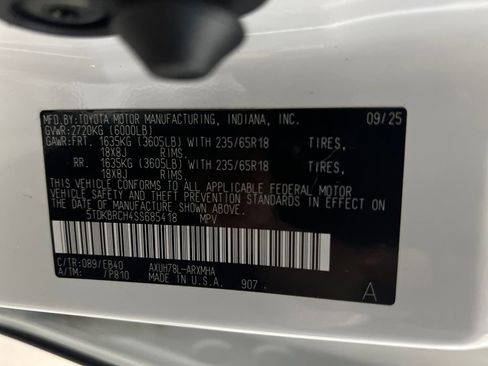 MFD.BY:TOYOTA MOTOR MANUFACTURING, INDIANA, INC. 09/25
GVWR:2720KG (6000LB)
GAWR:FRT. 1635KG (3605LB) WITH 235/65R18 TIRES,
18X8J RIMS.
RR. 1635KG (3605LB) WITH 235/65R18 TIRES,
18X8J RIMS.
THIS VEHICLE CONFORMS TO ALL APPLICABLE FEDERAL MOTOR
VEHICLE SAFETY AND THEFT PREVENTION STANDARDS IN EFFECT ON
THE DATE OF MANUFACTURE SHOWN ABOVE.
5TDKBRCH4SS685418 MPV
C/TR:089/EB40 AXUH78L-ARXMHA
A/TM: /P810 MADE IN U.S.A. 907
A